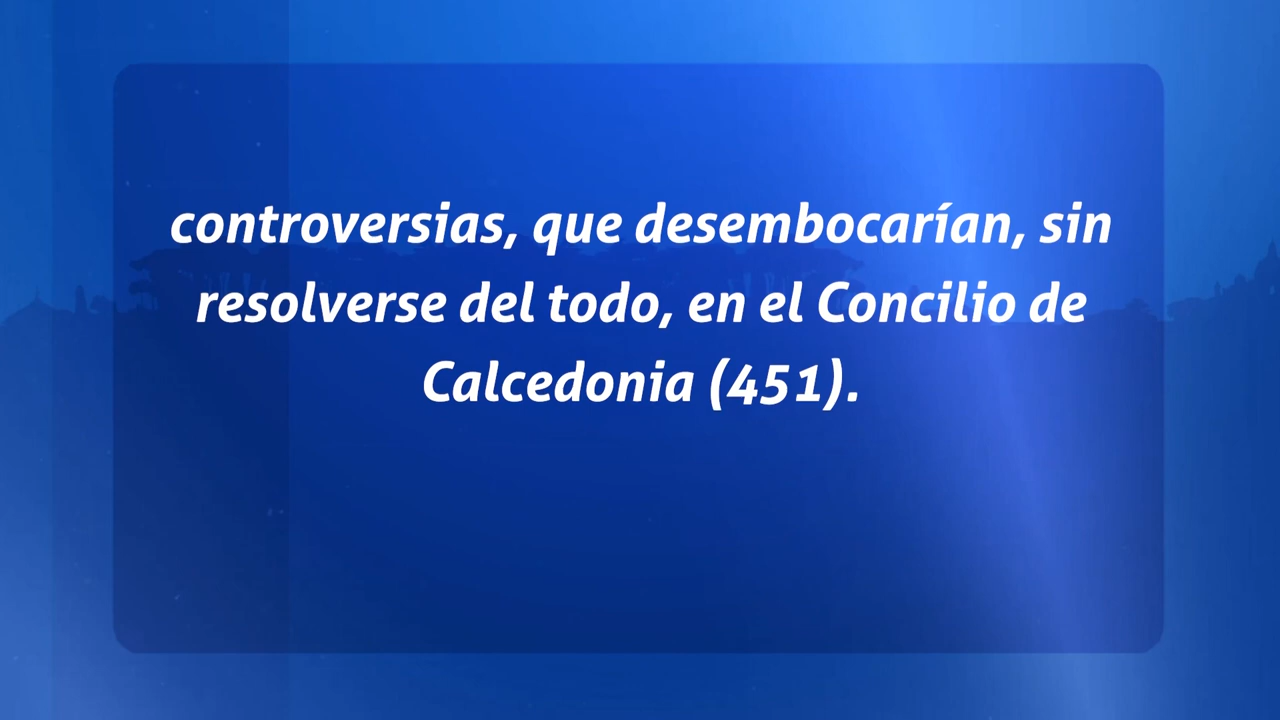 controversias, que desembocarían, sin
resolverse del todo, en el Concilio de
Calcedonia (451).